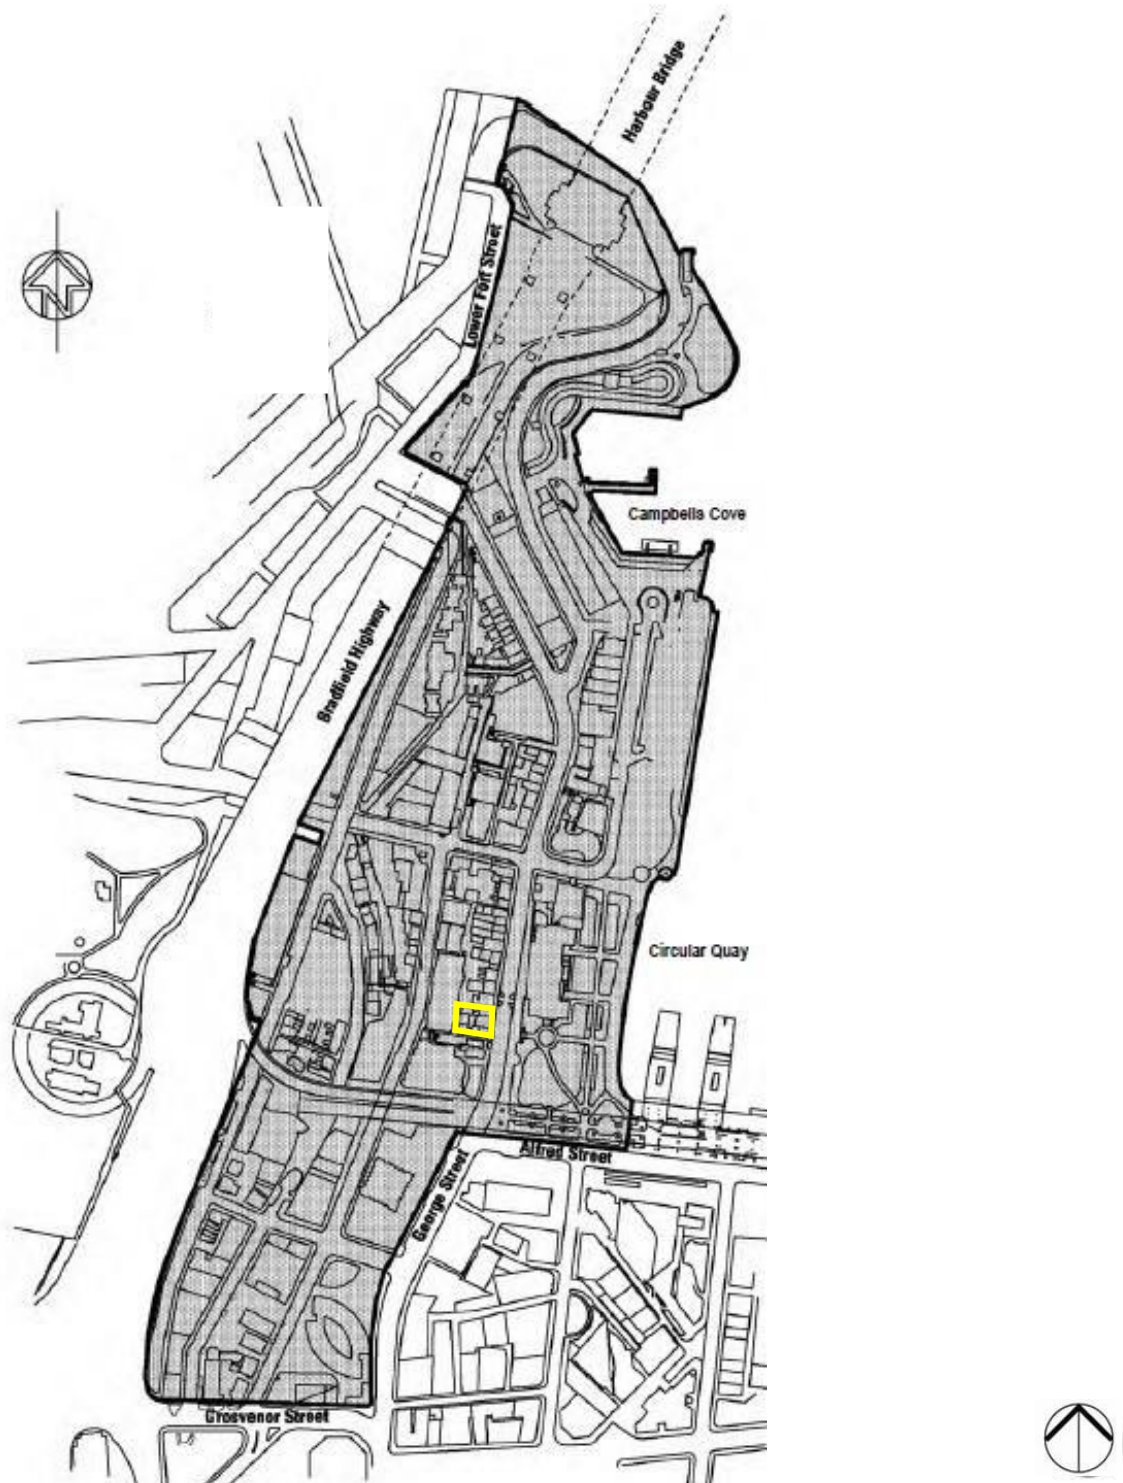 Harbour Bridge
Lower Fort Street
N
Campbells Cove
Bradfield Highway
Circular Quay
Alfred Street
George Street
Grosvenor Street